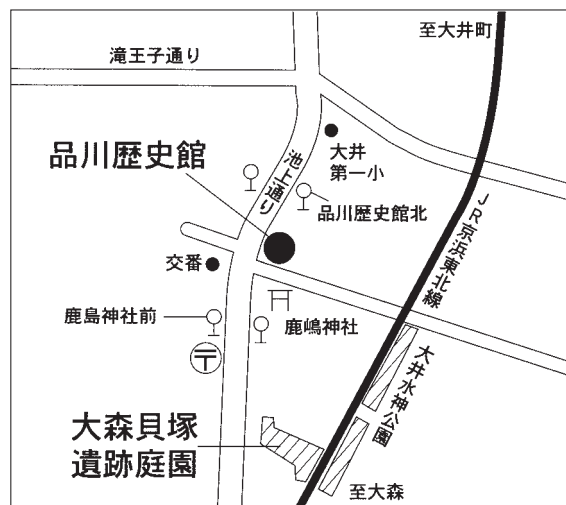 至大井町
滝王子通り
大井
第一小
品川歴史館
池上通り
品川歴史館北
JR京浜東北線
交番
鹿島神社前
鹿嶋神社
大井水神公園
大森貝塚
遺跡庭園
至大森